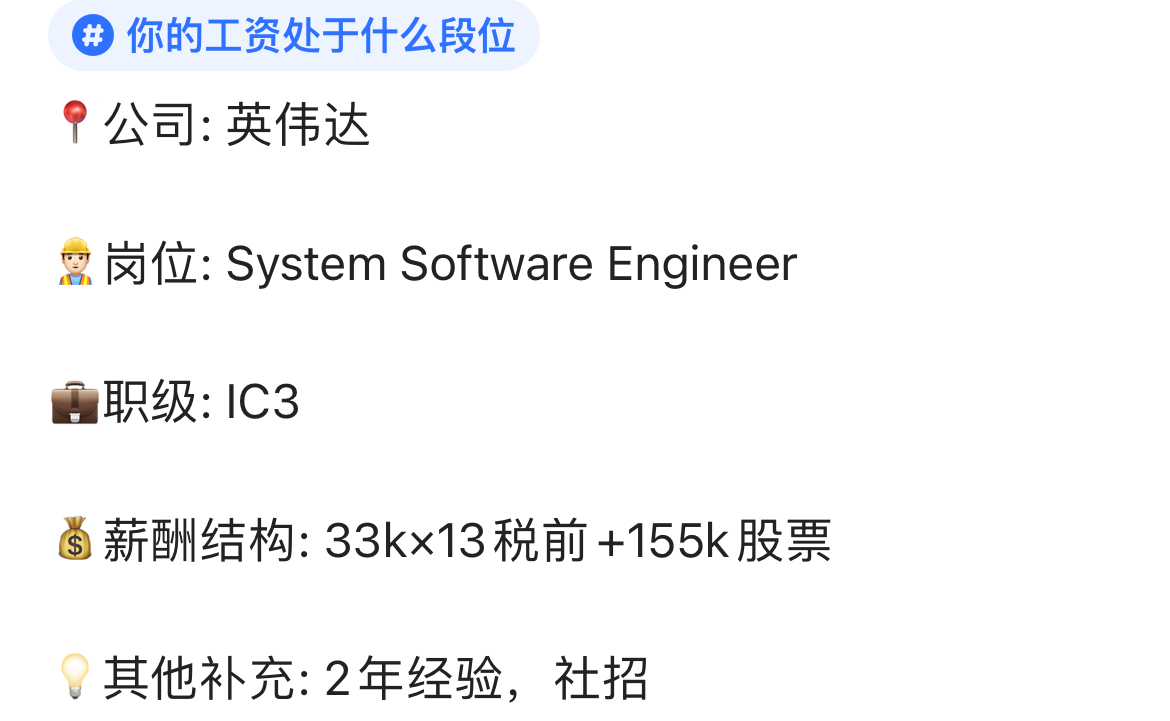 # 你的工资处于什么段位
📍公司: 英伟达
👷🏻岗位: System Software Engineer
💼职级: IC3
💰薪酬结构: 33k×13税前+155k股票
💡其他补充: 2年经验，社招